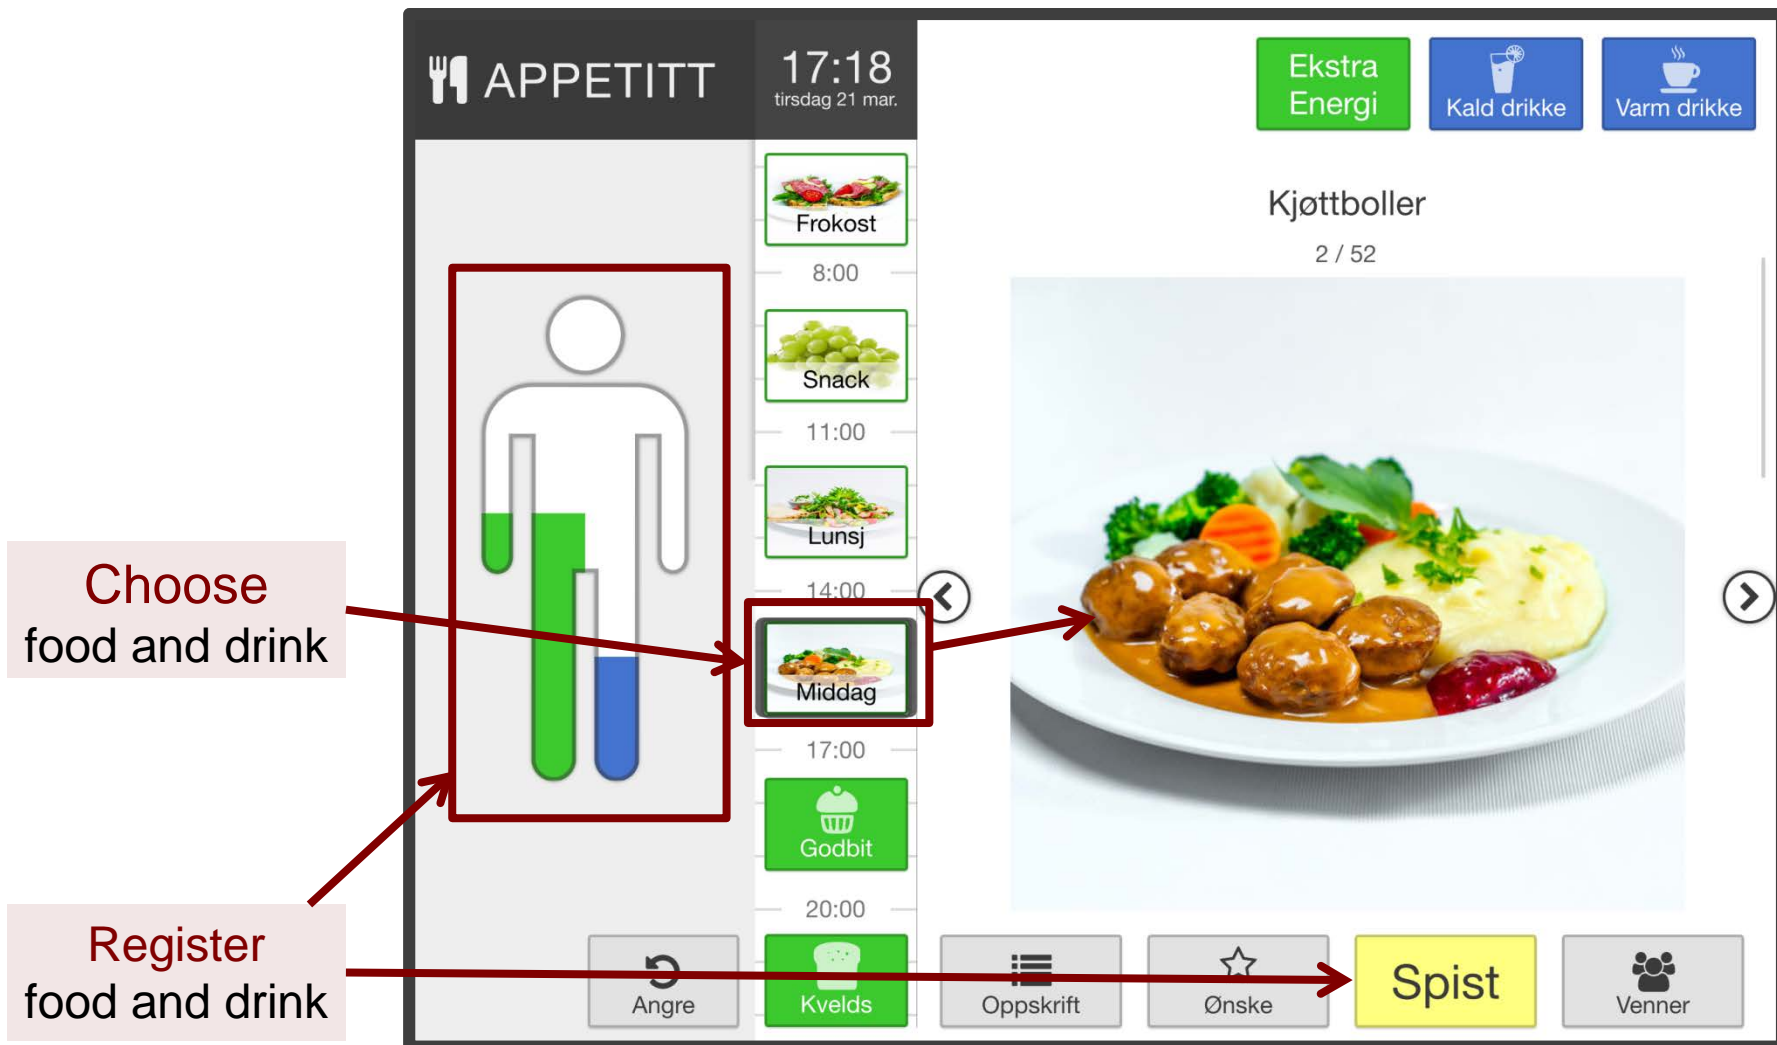 APPETITT
17:18
tirsdag 21 mar.
Ekstra
Energi
Kald drikke
Varm drikke
Frokost
8:00
Snack
11:00
Lunsj
14:00
Middag
17:00
Godbit
20:00
Kvelds
Kjøttboller
2 / 52
Choose
food and drink
Register
food and drink
Angre
Oppskrift
Ønske
Spist
Venner